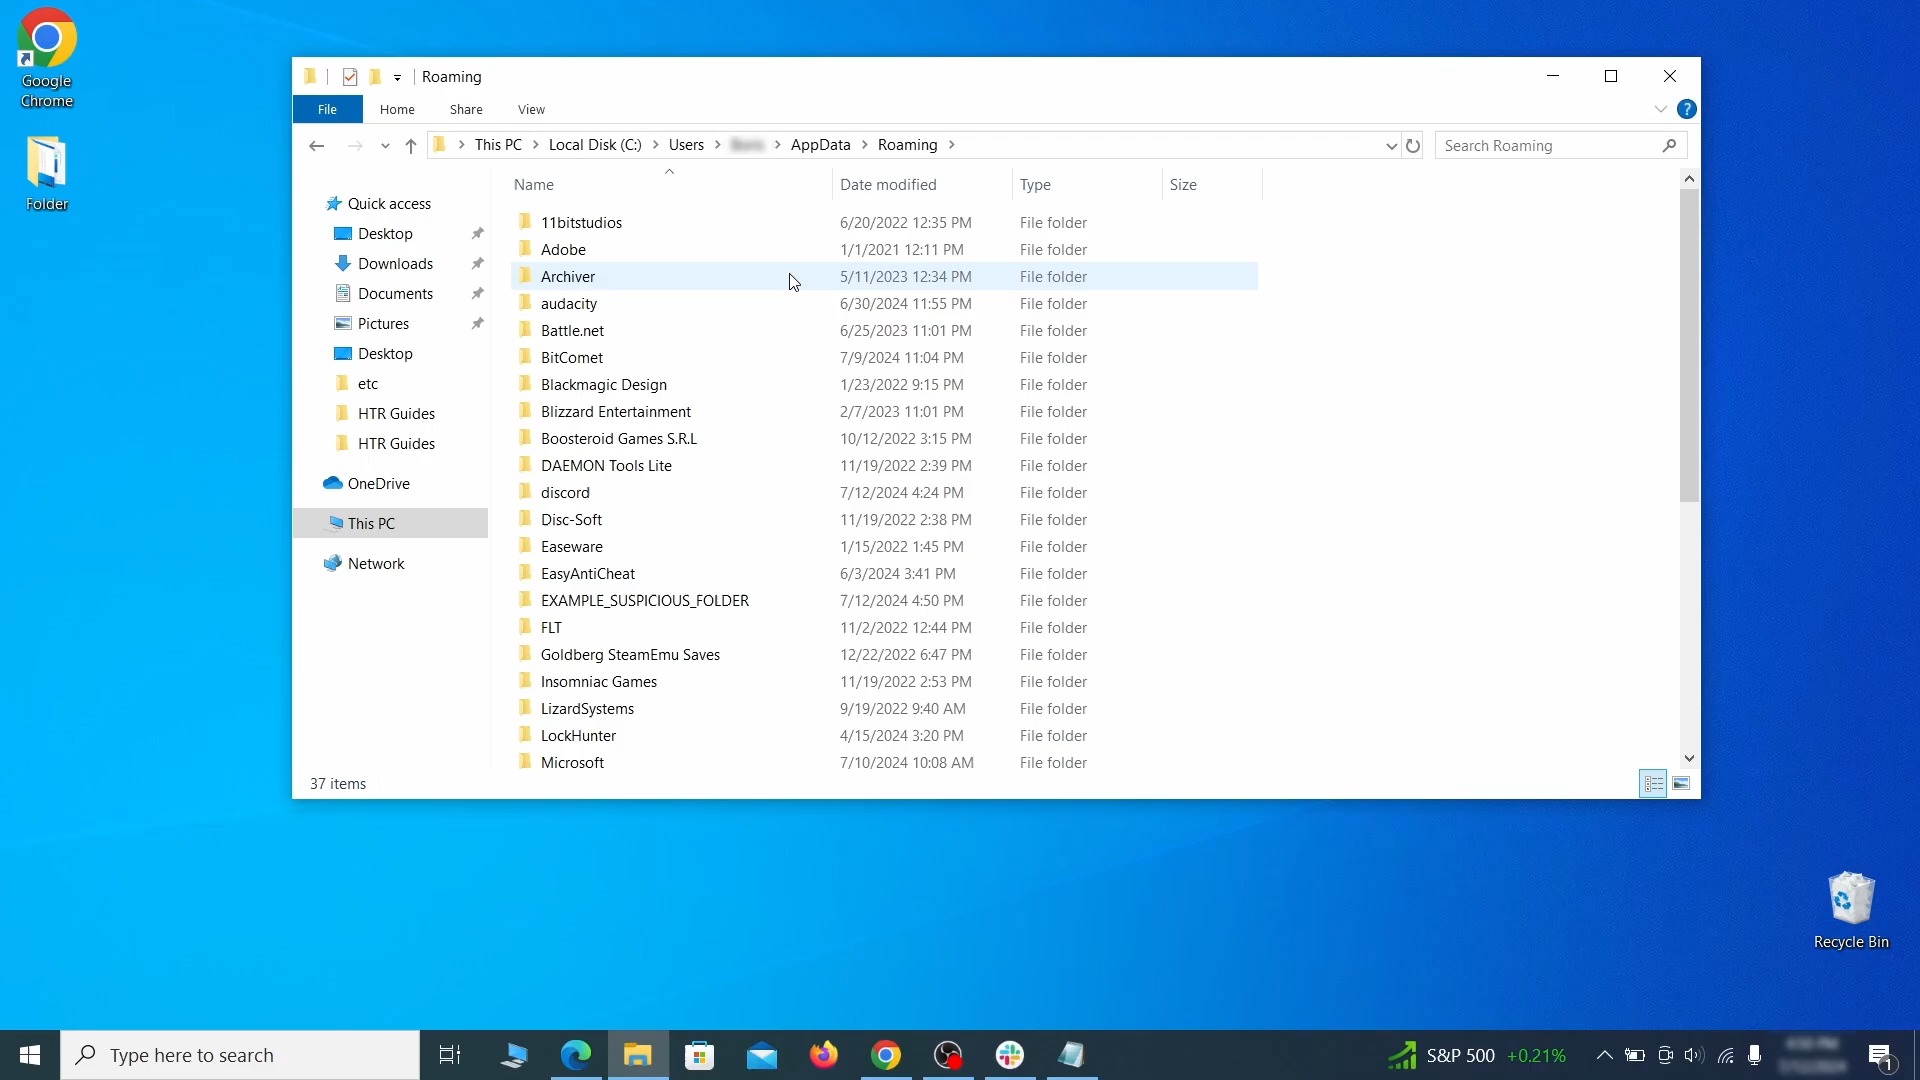 Google
Chrome
Folder
Roaming
File Home Share View
This PC Local Disk (C:) Users AppData Roaming
Search Roaming
Name Date modified Type Size
Quick access
Desktop
Downloads
Documents
Pictures
Desktop
etc
HTR Guides
HTR Guides
OneDrive
This PC
Network
11bitstudios 6/20/2022 12:35 PM File folder
Adobe 1/1/2021 12:11 PM File folder
Archiver 5/11/2023 12:34 PM File folder
audacity 6/30/2024 11:55 PM File folder
Battle.net 6/25/2023 11:01 PM File folder
BitComet 7/9/2024 11:04 PM File folder
Blackmagic Design 1/23/2022 9:15 PM File folder
Blizzard Entertainment 2/7/2023 11:01 PM File folder
Boosteroid Games S.R.L 10/12/2022 3:15 PM File folder
DAEMON Tools Lite 11/19/2022 2:39 PM File folder
discord 7/12/2024 4:24 PM File folder
Disc-Soft 11/19/2022 2:38 PM File folder
Easeware 1/15/2022 1:45 PM File folder
EasyAntiCheat 6/3/2024 3:41 PM File folder
EXAMPLE_SUSPICIOUS_FOLDER 7/12/2024 4:50 PM File folder
FLT 11/2/2022 12:44 PM File folder
Goldberg SteamEmu Saves 12/22/2022 6:47 PM File folder
Insomniac Games 11/19/2022 2:53 PM File folder
LizardSystems 9/19/2022 9:40 AM File folder
LockHunter 4/15/2024 3:20 PM File folder
Microsoft 7/10/2024 10:08 AM File folder
37 items
Recycle Bin
Type here to search
S&P 500 +0.21%
1